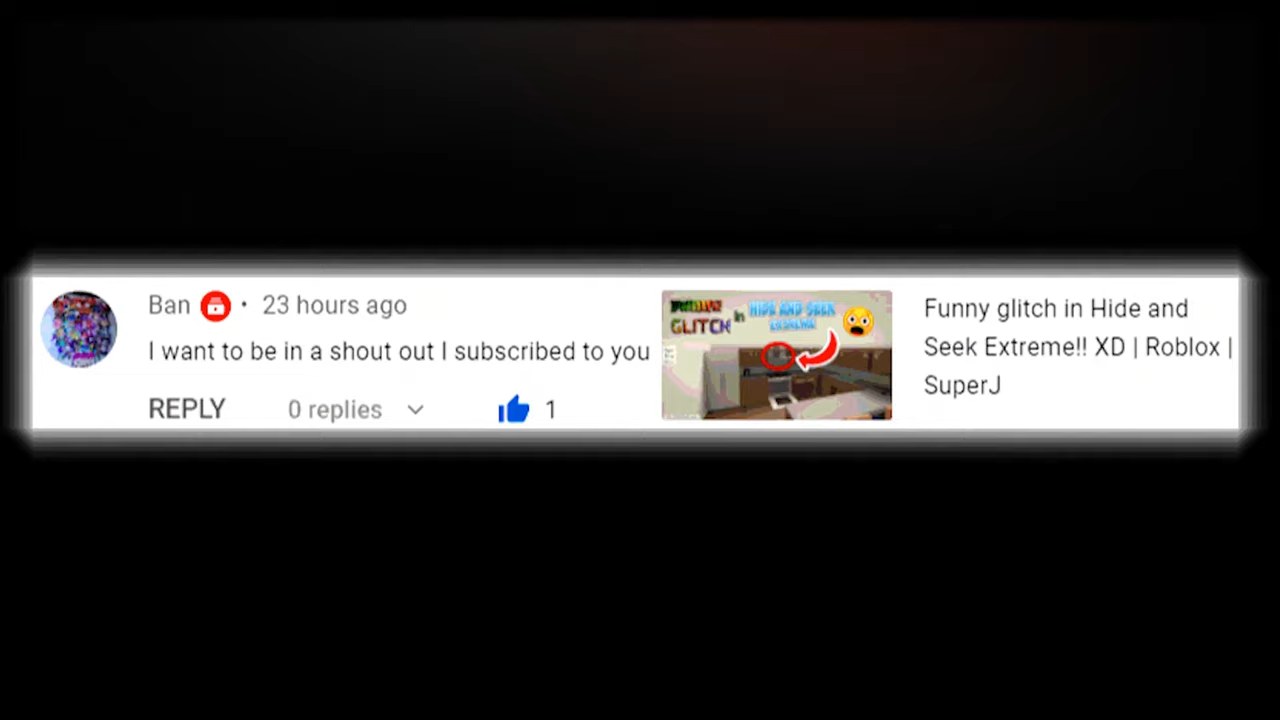 Ban • 23 hours ago
I want to be in a shout out I subscribed to you
REPLY 0 replies 1
GLITCH in HIDE AND SEEK
Funny glitch in Hide and
Seek Extreme!! XD | Roblox |
SuperJ